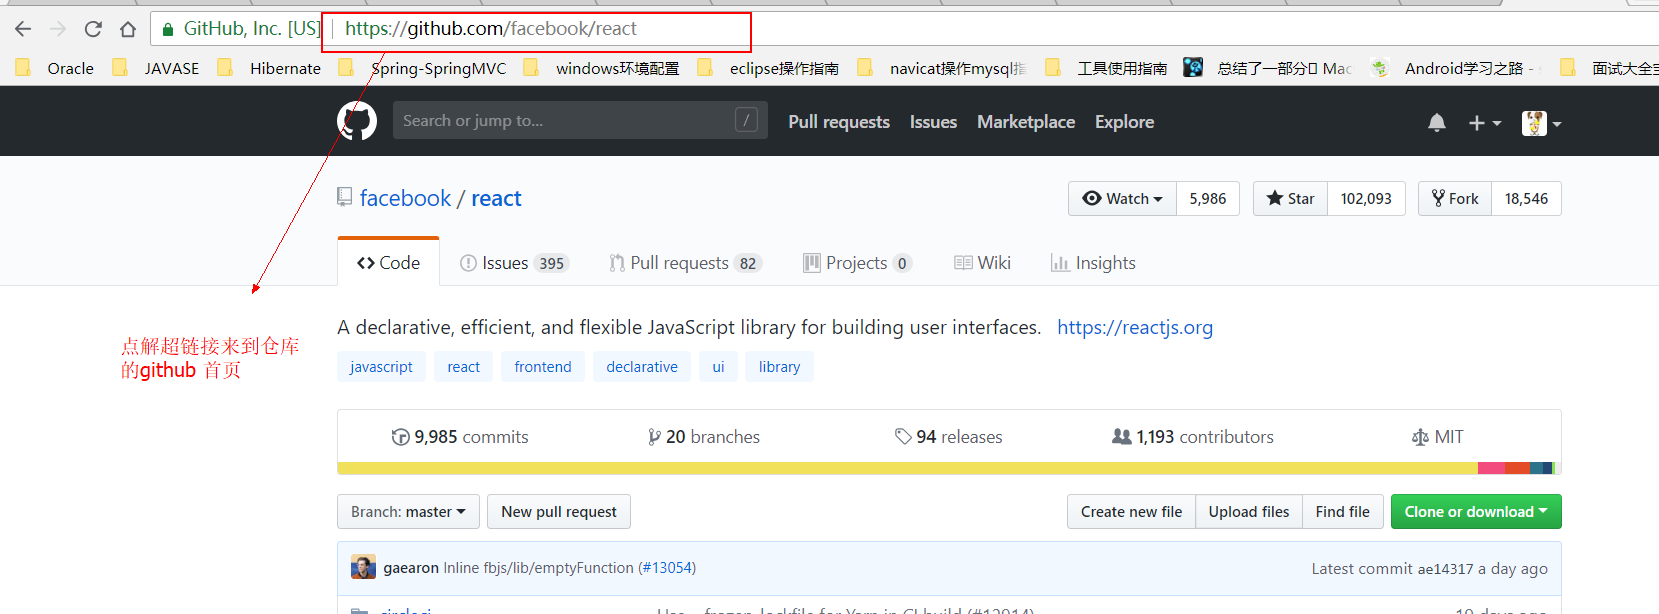 GitHub, Inc. [US] https://github.com/facebook/react
Oracle JAVASE Hibernate Spring-SpringMVC windows环境配置 eclipse操作指南 navicat操作mysql指 工具使用指南 总结了一部分 Mac Android学习之路 - 面试大全宝
Search or jump to... / Pull requests Issues Marketplace Explore
facebook / react
Watch 5,986 Star 102,093 Fork 18,546
Code Issues 395 Pull requests 82 Projects 0 Wiki Insights
A declarative, efficient, and flexible JavaScript library for building user interfaces. https://reactjs.org
点解超链接来到仓库
的github 首页
javascript react frontend declarative ui library
9,985 commits 20 branches 94 releases 1,193 contributors MIT
Branch: master New pull request Create new file Upload files Find file Clone or download
gaearon Inline fbjs/lib/emptyFunction (#13054) Latest commit ae14317 a day ago